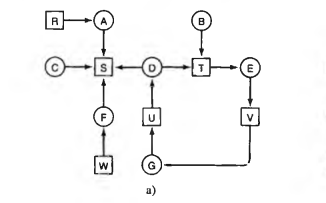 R A B
C S D T E
F U V
W G
a)